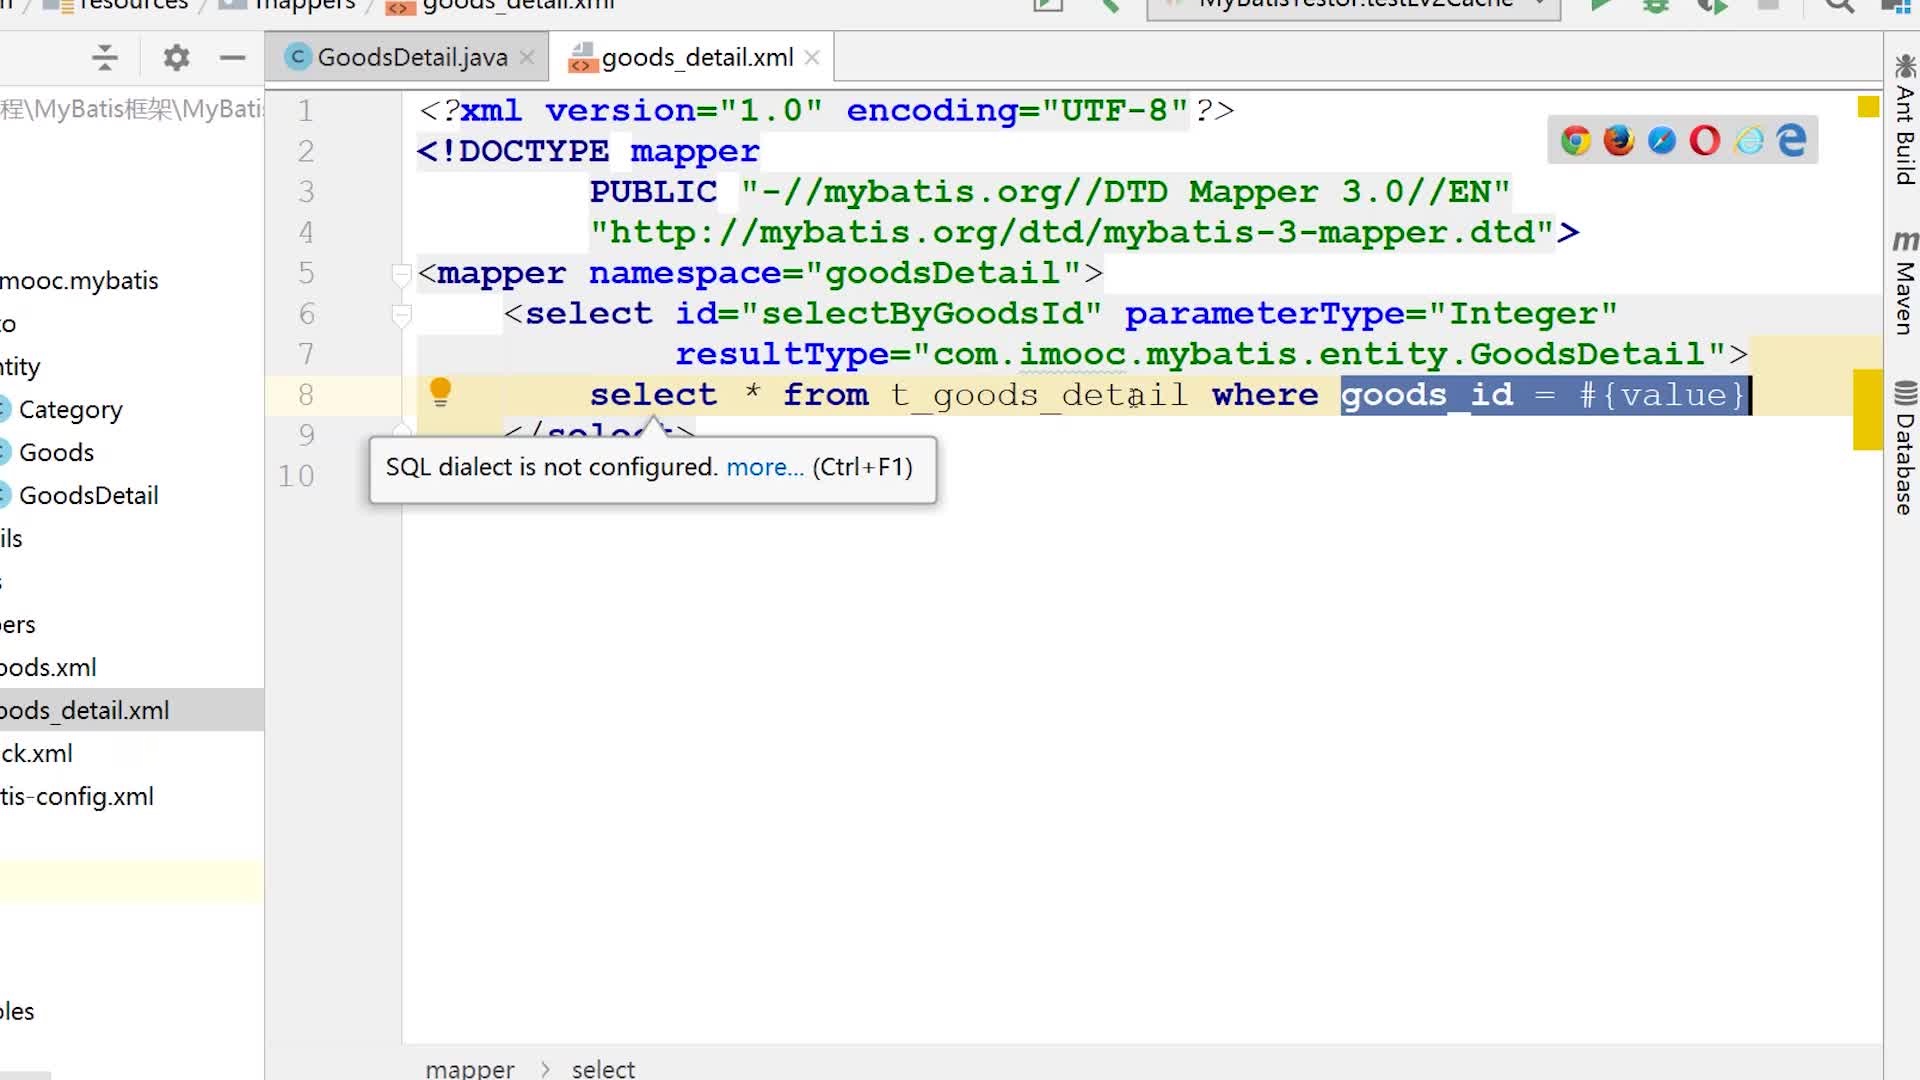 resources / mappers / goods_detail.xml
MyBatisTestor.testLv2Cache
GoodsDetail.java
goods_detail.xml
程\MyBatis框架\MyBatis
1 <?xml version="1.0" encoding="UTF-8"?>
2 <!DOCTYPE mapper
3 PUBLIC "-//mybatis.org//DTD Mapper 3.0//EN"
4 "http://mybatis.org/dtd/mybatis-3-mapper.dtd">
5 <mapper namespace="goodsDetail">
6 <select id="selectByGoodsId" parameterType="Integer"
7 resultType="com.imooc.mybatis.entity.GoodsDetail">
8 select * from t_goods_detail where goods_id = #{value}
9 </select>
10
SQL dialect is not configured. more... (Ctrl+F1)
mooc.mybatis
to
ntity
Category
Goods
GoodsDetail
ils
s
pers
oods.xml
oods_detail.xml
ck.xml
tis-config.xml
bles
Ant Build
Maven
Database
mapper > select